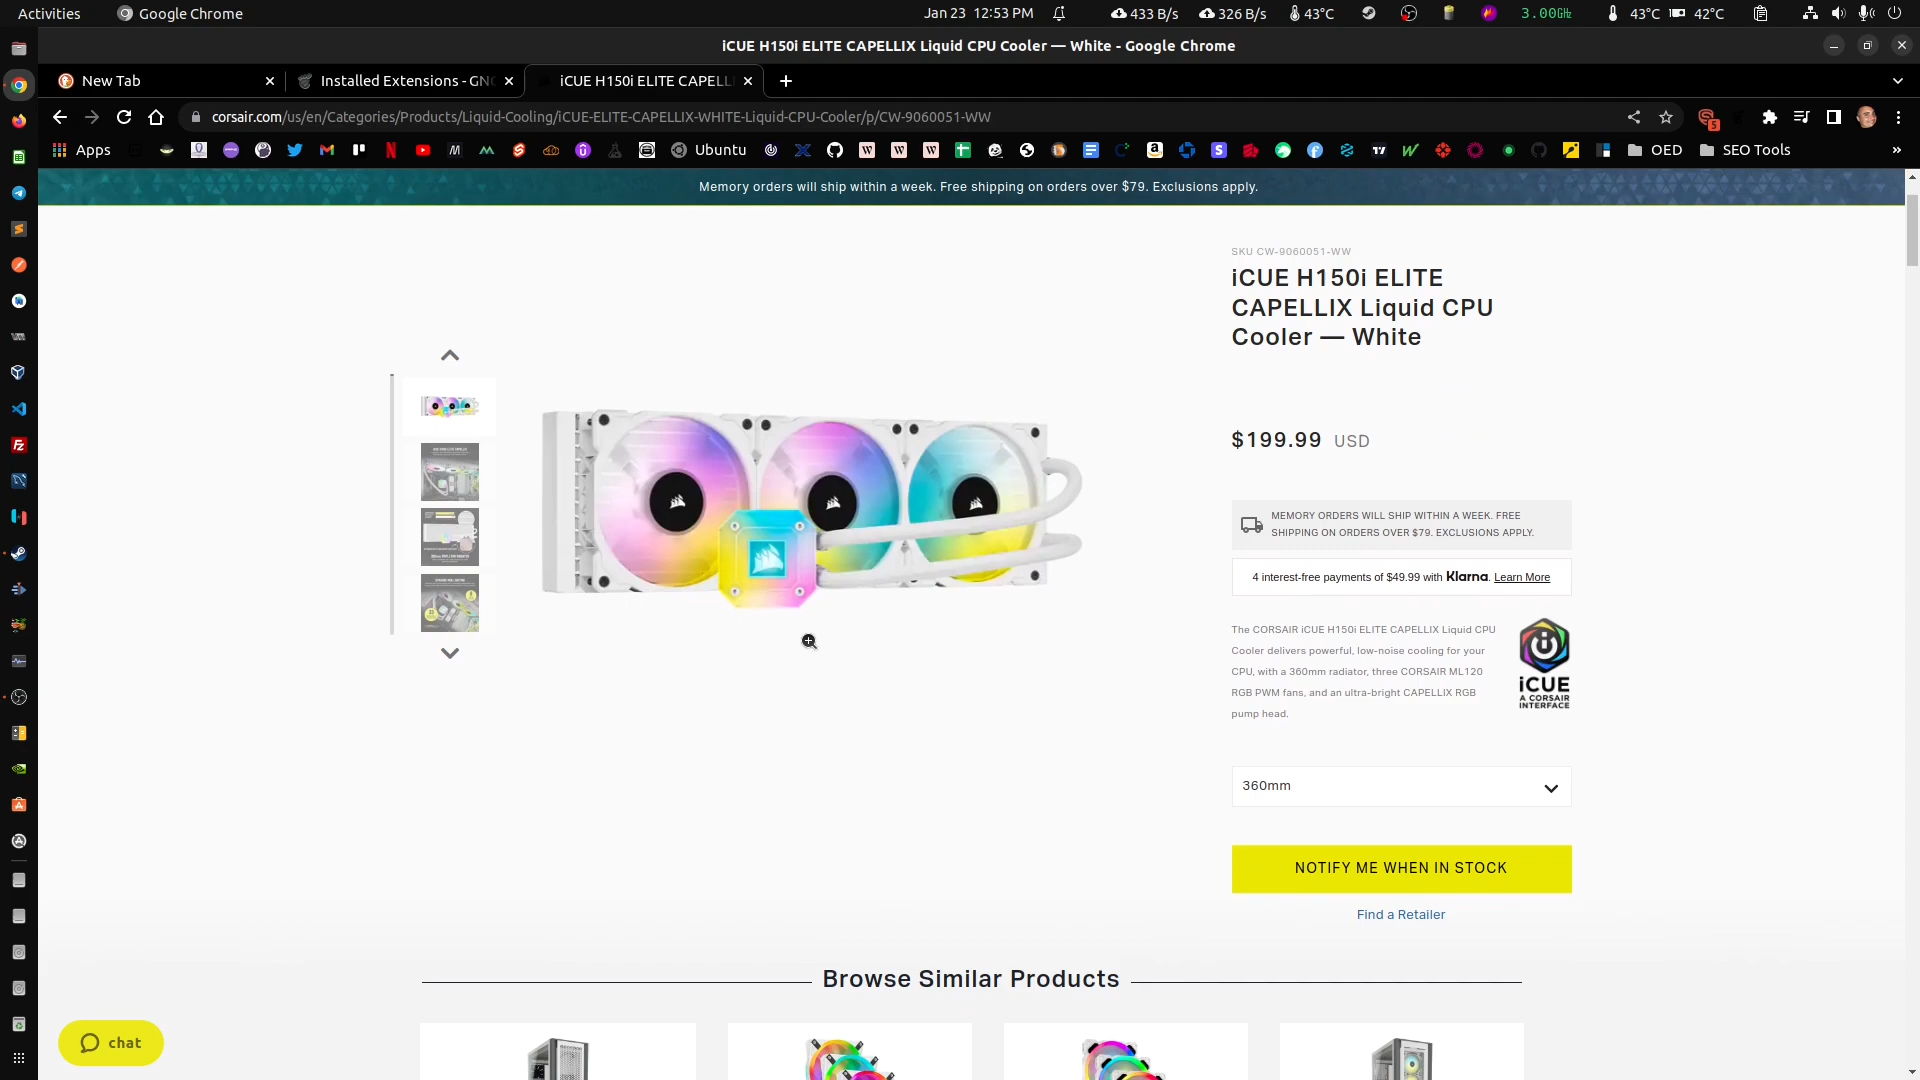 Activities
Google Chrome
Jan 23 12:53 PM
433 B/s
326 B/s
43°C
3.00GHz
43°C
42°C
iCUE H150i ELITE CAPELLIX Liquid CPU Cooler — White - Google Chrome
New Tab
Installed Extensions - GNO
iCUE H150i ELITE CAPELL
corsair.com/us/en/Categories/Products/Liquid-Cooling/iCUE-ELITE-CAPELLIX-WHITE-Liquid-CPU-Cooler/p/CW-9060051-WW
5
Apps
Ubuntu
OED
SEO Tools
Memory orders will ship within a week. Free shipping on orders over $79. Exclusions apply.
SKU CW-9060051-WW
iCUE H150i ELITE
CAPELLIX Liquid CPU
Cooler — White
$199.99 USD
MEMORY ORDERS WILL SHIP WITHIN A WEEK. FREE
SHIPPING ON ORDERS OVER $79. EXCLUSIONS APPLY.
4 interest-free payments of $49.99 with Klarna. Learn More
The CORSAIR iCUE H150i ELITE CAPELLIX Liquid CPU
Cooler delivers powerful, low-noise cooling for your
CPU, with a 360mm radiator, three CORSAIR ML120
RGB PWM fans, and an ultra-bright CAPELLIX RGB
pump head.
iCUE
A CORSAIR
INTERFACE
360mm
NOTIFY ME WHEN IN STOCK
Find a Retailer
Browse Similar Products
chat